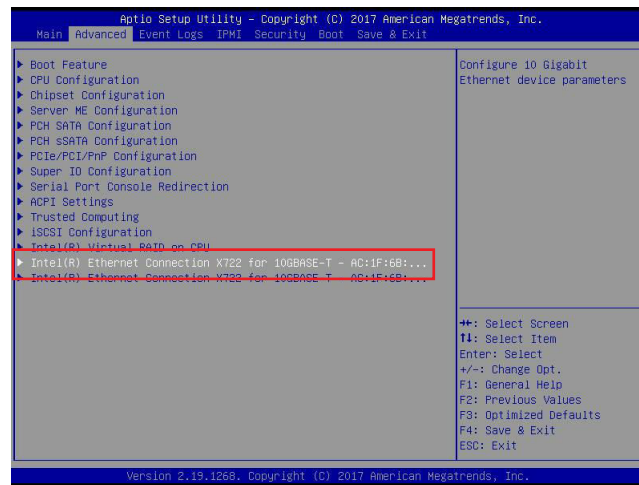 Aptio Setup Utility – Copyright (C) 2017 American Megatrends, Inc.
Main Advanced Event Logs IPMI Security Boot Save & Exit
Boot Feature
CPU Configuration
Chipset Configuration
Server ME Configuration
PCH SATA Configuration
PCH sSATA Configuration
PCIe/PCI/PnP Configuration
Super IO Configuration
Serial Port Console Redirection
ACPI Settings
Trusted Computing
iSCSI Configuration
Intel(R) Virtual RAID on CPU
Intel(R) Ethernet Connection X722 for 10GBASE-T – AC:1F:6B:...
Intel(R) Ethernet Connection X722 for 10GBASE-T – AC:1F:6B:...
Configure 10 Gigabit
Ethernet device parameters
→←: Select Screen
↑↓: Select Item
Enter: Select
+/-: Change Opt.
F1: General Help
F2: Previous Values
F3: Optimized Defaults
F4: Save & Exit
ESC: Exit
Version 2.19.1268. Copyright (C) 2017 American Megatrends, Inc.